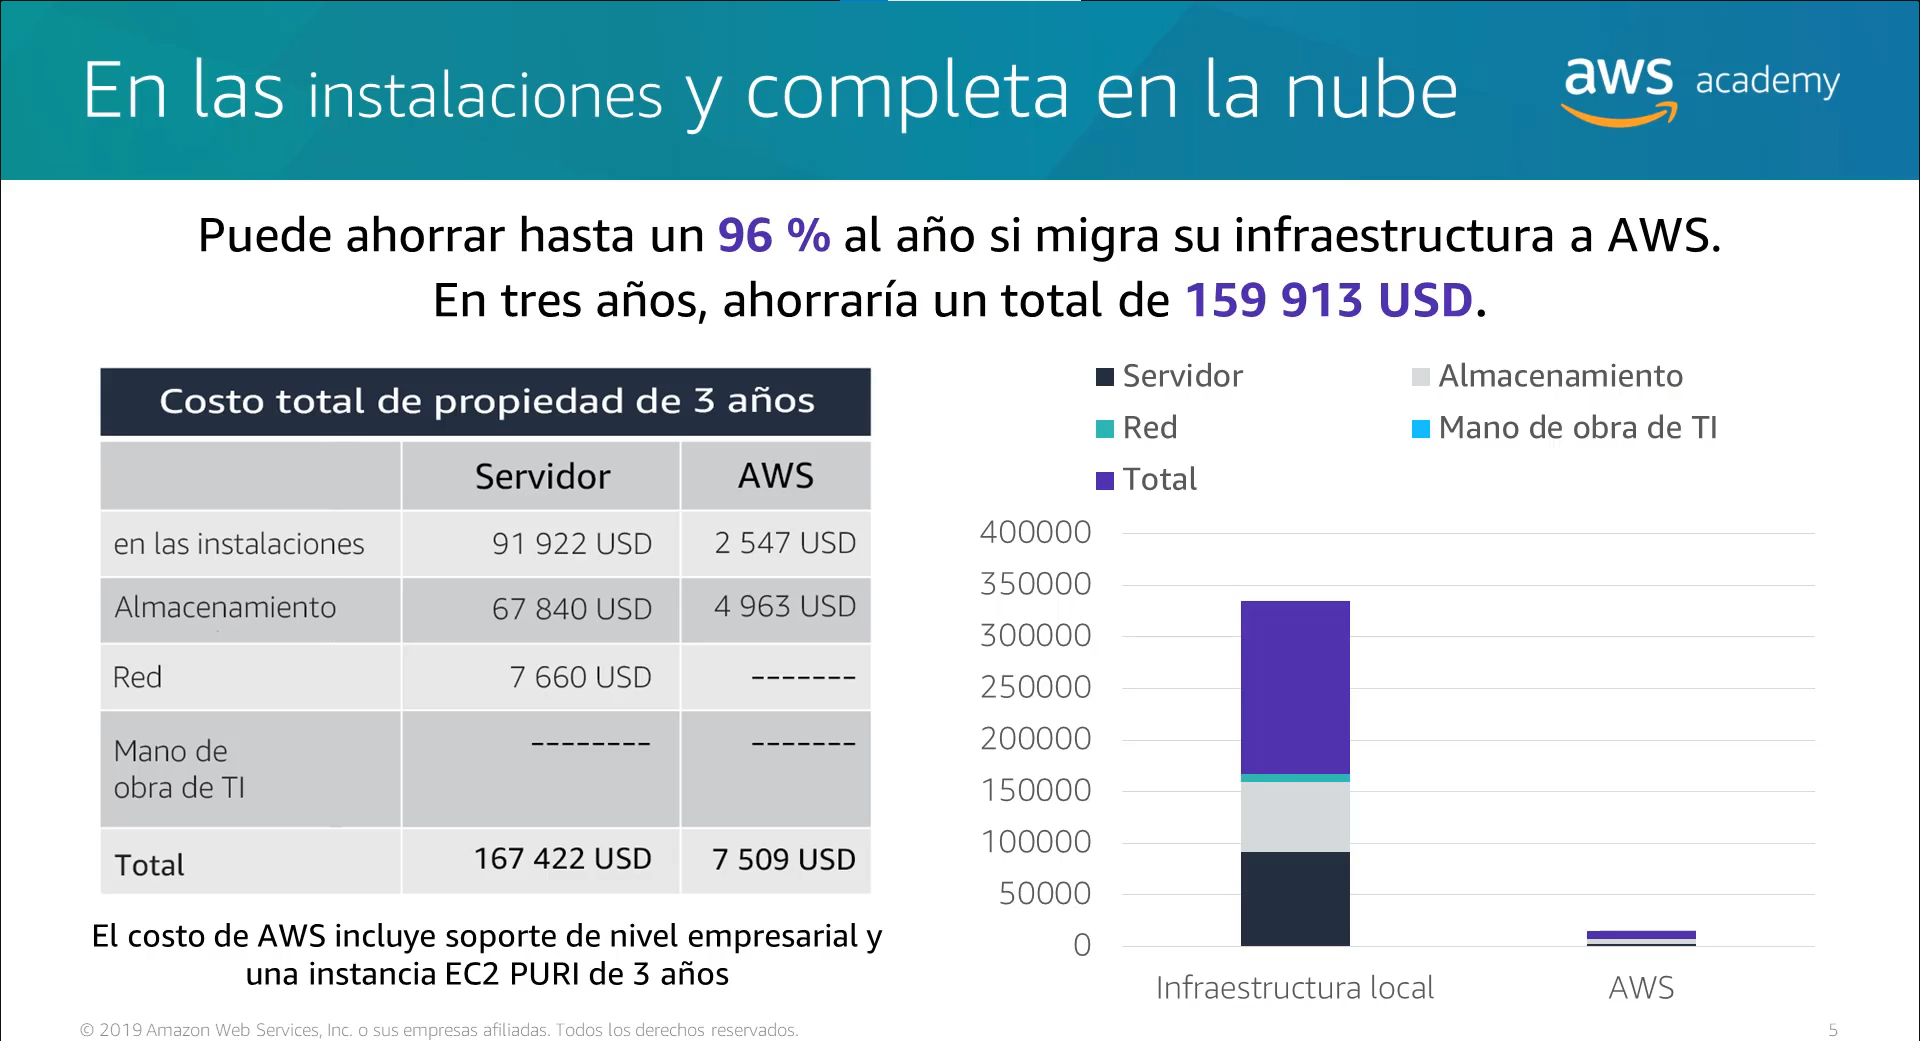 En las instalaciones y completa en la nube
aws academy
Puede ahorrar hasta un 96 % al año si migra su infraestructura a AWS.
En tres años, ahorraría un total de 159 913 USD.
Costo total de propiedad de 3 años
Servidor AWS
en las instalaciones 91 922 USD 2 547 USD
Almacenamiento 67 840 USD 4 963 USD
Red 7 660 USD -------
Mano de
obra de TI -------- -------
Total 167 422 USD 7 509 USD
El costo de AWS incluye soporte de nivel empresarial y
una instancia EC2 PURI de 3 años
Servidor Almacenamiento
Red Mano de obra de TI
Total
400000
350000
300000
250000
200000
150000
100000
50000
0
Infraestructura local AWS
© 2019 Amazon Web Services, Inc. o sus empresas afiliadas. Todos los derechos reservados.
5